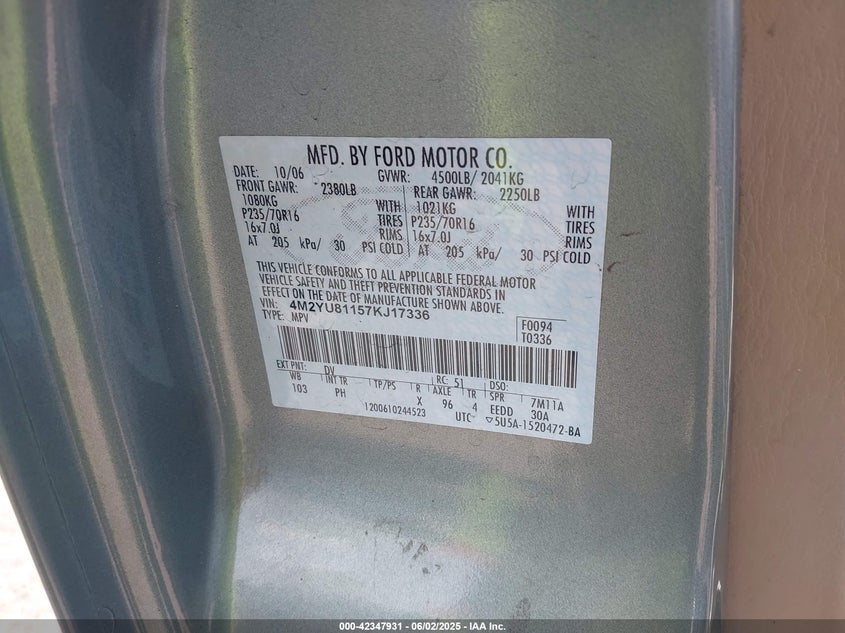 MFD. BY FORD MOTOR CO.
DATE: 10/06 GVWR: 4500LB/ 2041KG
FRONT GAWR: 2380LB REAR GAWR: 2250LB
1080KG WITH 1021KG WITH
P235/70R16 TIRES P235/70R16 TIRES
16x7.0J RIMS 16x7.0J RIMS
AT 205 kPa/ 30 PSI COLD AT 205 kPa/ 30 PSI COLD
THIS VEHICLE CONFORMS TO ALL APPLICABLE FEDERAL MOTOR
VEHICLE SAFETY AND THEFT PREVENTION STANDARDS IN
EFFECT ON THE DATE OF MANUFACTURE SHOWN ABOVE.
VIN: 4M2YU81157KJ17336
TYPE: MPV
F0094
T0336
EXT PNT: DV RC: 51 DSO:
WB INT TR TP/PS R AXLE TR SPR 7M11A
103 PH X 96 4 EEDD 30A
1200610244523 UTC ▽5U5A-1520472-BA
000-42347931 - 06/02/2025 - IAA Inc.